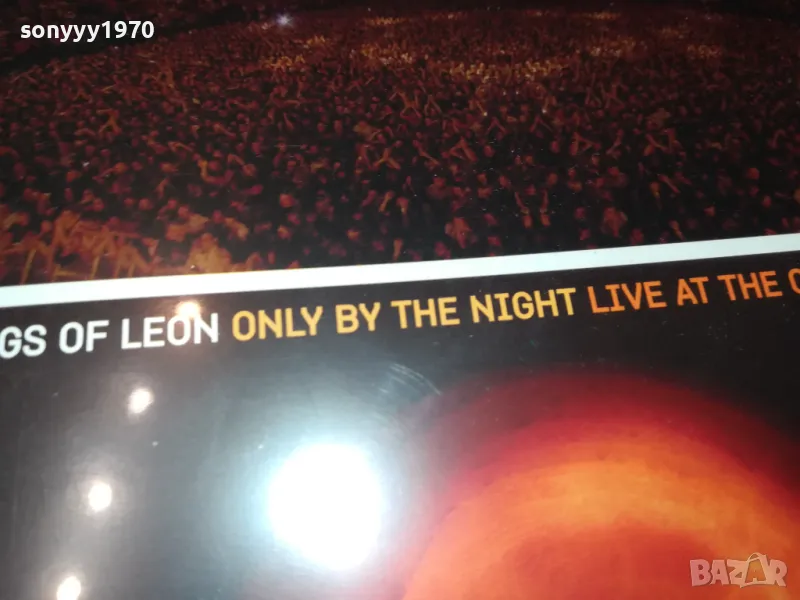 sonyyy1970
GS OF LEON ONLY BY THE NIGHT LIVE AT THE
BAZAR